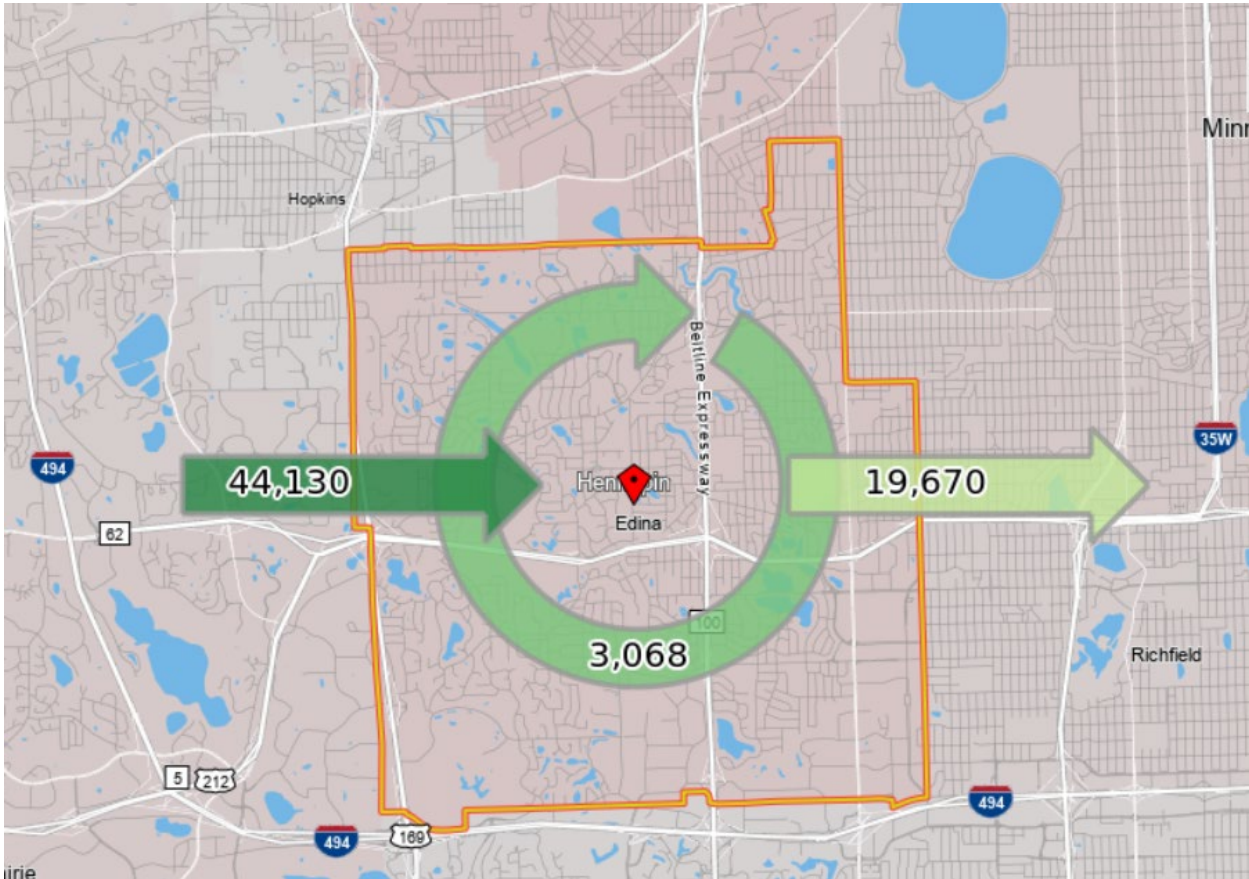 Minn
Hopkins
Beltline Expressway
35W
494
44,130
19,670
Edina
62
100
3,068
Richfield
5
212
494
494
169
irie